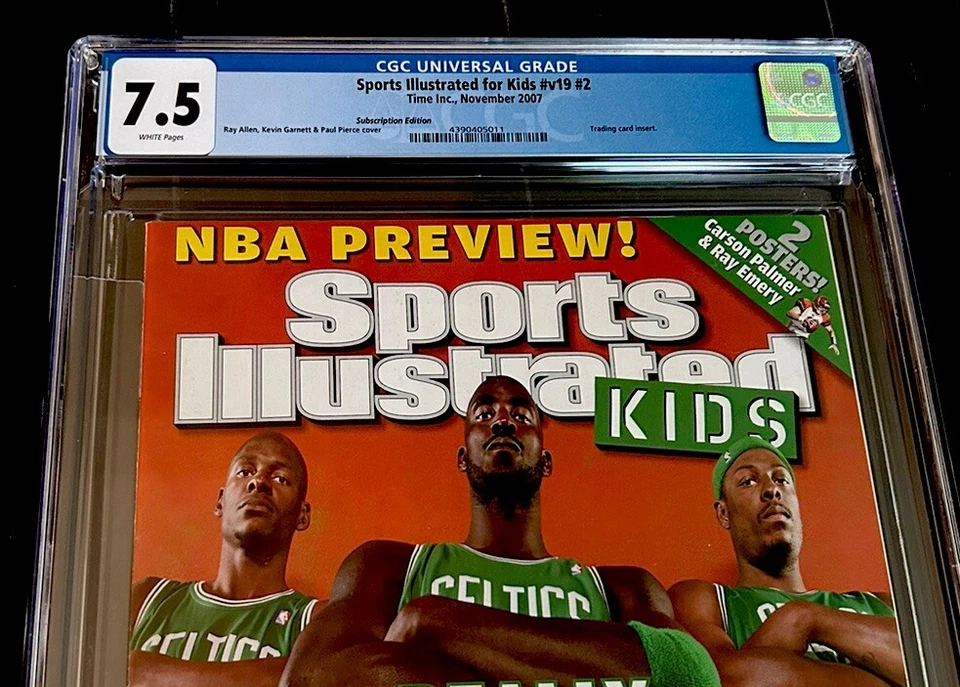 CGC UNIVERSAL GRADE
7.5
WHITE Pages
Sports Illustrated for Kids #v19 #2
Time Inc., November 2007
Subscription Edition
Ray Allen, Kevin Garnett & Paul Pierce cover
4390405011
Trading card insert.
CGC
NBA PREVIEW!
2
POSTERS!
Carson Palmer
& Ray Emery
Sports
Illustrated
KIDS
CELTICS
CELTICS
REALLY